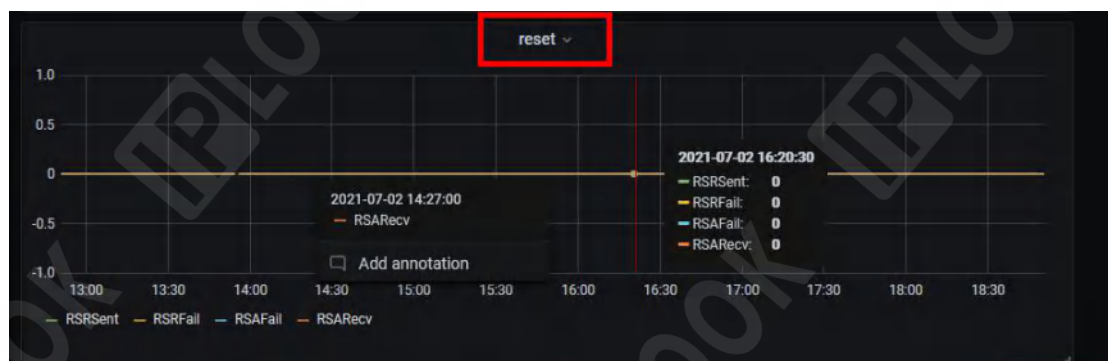 reset
1.0
0.5
0
-0.5
-1.0
2021-07-02 14:27:00
RSARecv
Add annotation
2021-07-02 16:20:30
RSRSent: 0
RSRFail: 0
RSAFail: 0
RSARecv: 0
13:00 13:30 14:00 14:30 15:00 15:30 16:00 16:30 17:00 17:30 18:00 18:30
RSRSent RSRFail RSAFail RSARecv
IPLOOK